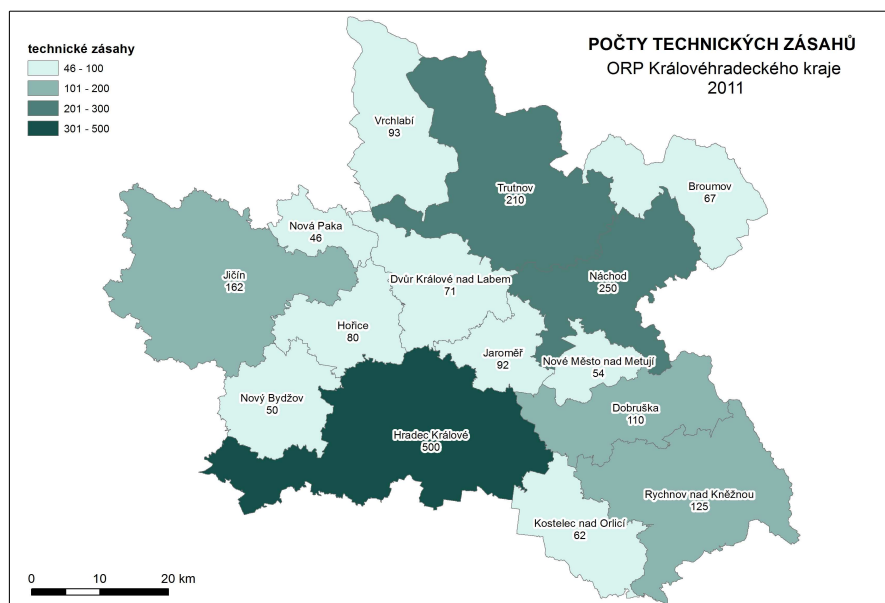 POČTY TECHNICKÝCH ZÁSAHŮ
ORP Královéhradeckého kraje
2011
technické zásahy
46 - 100
101 - 200
201 - 300
301 - 500
Vrchlabí
93
Trutnov
210
Broumov
67
Nová Paka
46
Jičín
162
Dvůr Králové nad Labem
71
Náchod
250
Hořice
80
Jaroměř
92
Nové Město nad Metují
54
Nový Bydžov
50
Dobruška
110
Hradec Králové
500
Rychnov nad Kněžnou
125
Kostelec nad Orlicí
62
0 10 20 km